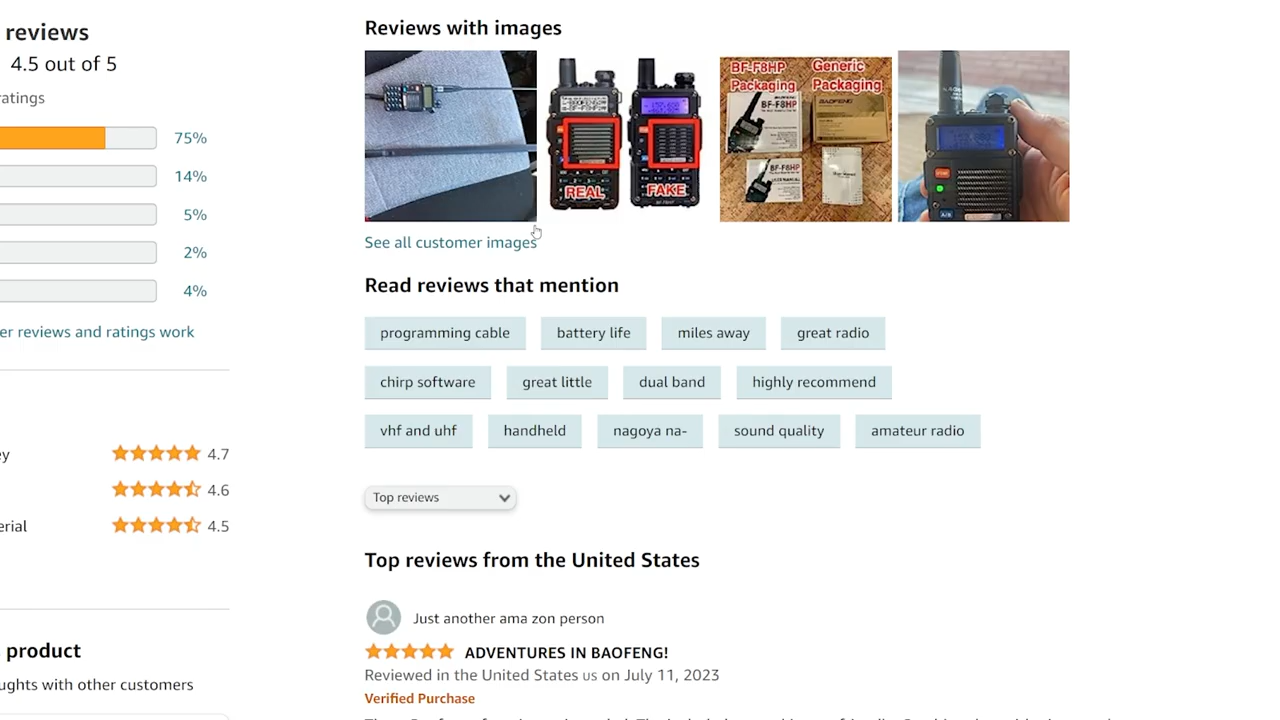 reviews
4.5 out of 5
ratings
75%
14%
5%
2%
4%
er reviews and ratings work
y
4.7
4.6
erial
4.5
product
ughts with other customers
Reviews with images
REAL
FAKE
BF-F8HP
Packaging
Generic
Packaging
BF-F8HP
BAOFENG
BF-F8HP
See all customer images
Read reviews that mention
programming cable
battery life
miles away
great radio
chirp software
great little
dual band
highly recommend
vhf and uhf
handheld
nagoya na-
sound quality
amateur radio
Top reviews
Top reviews from the United States
Just another ama zon person
ADVENTURES IN BAOFENG!
Reviewed in the United States us on July 11, 2023
Verified Purchase